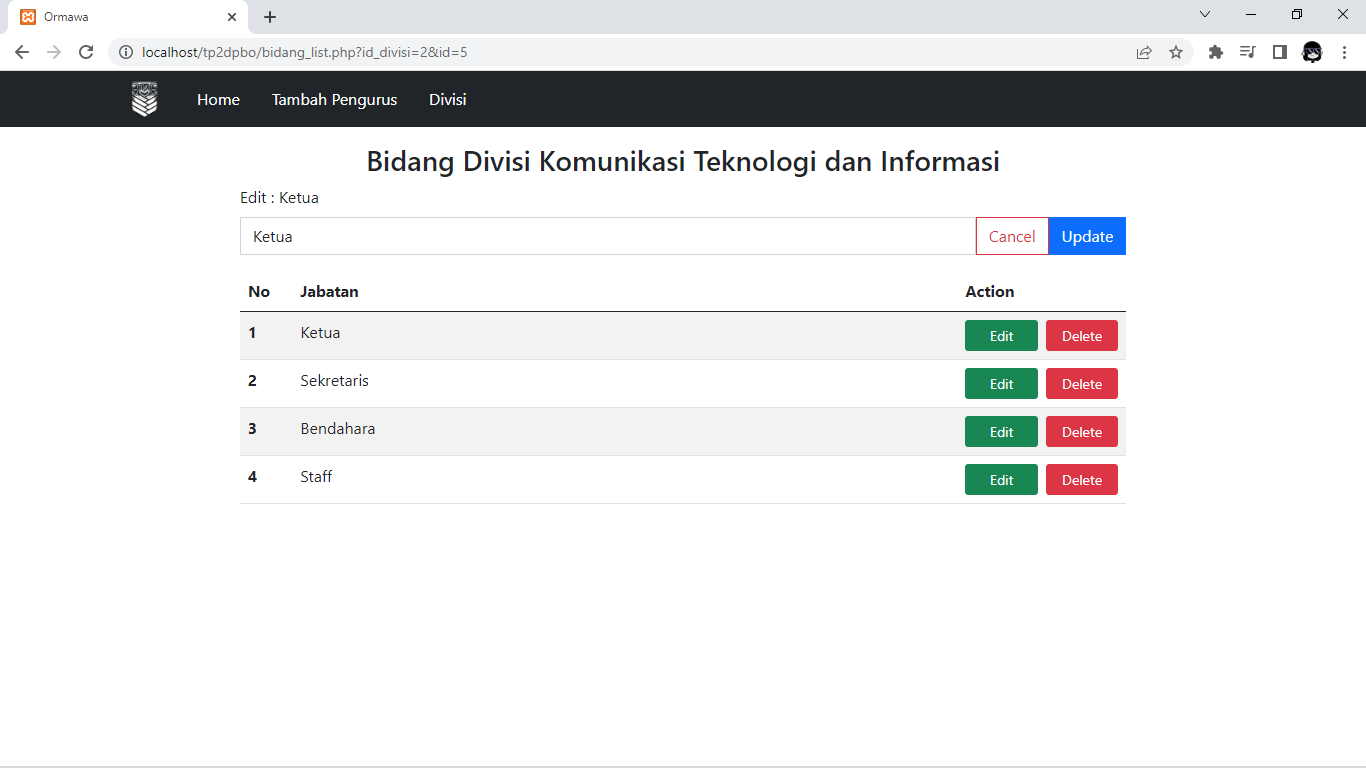 Ormawa
localhost/tp2dpbo/bidang_list.php?id_divisi=2&id=5
Home Tambah Pengurus Divisi
Bidang Divisi Komunikasi Teknologi dan Informasi
Edit : Ketua
Ketua Cancel Update
No Jabatan Action
1 Ketua Edit Delete
2 Sekretaris Edit Delete
3 Bendahara Edit Delete
4 Staff Edit Delete